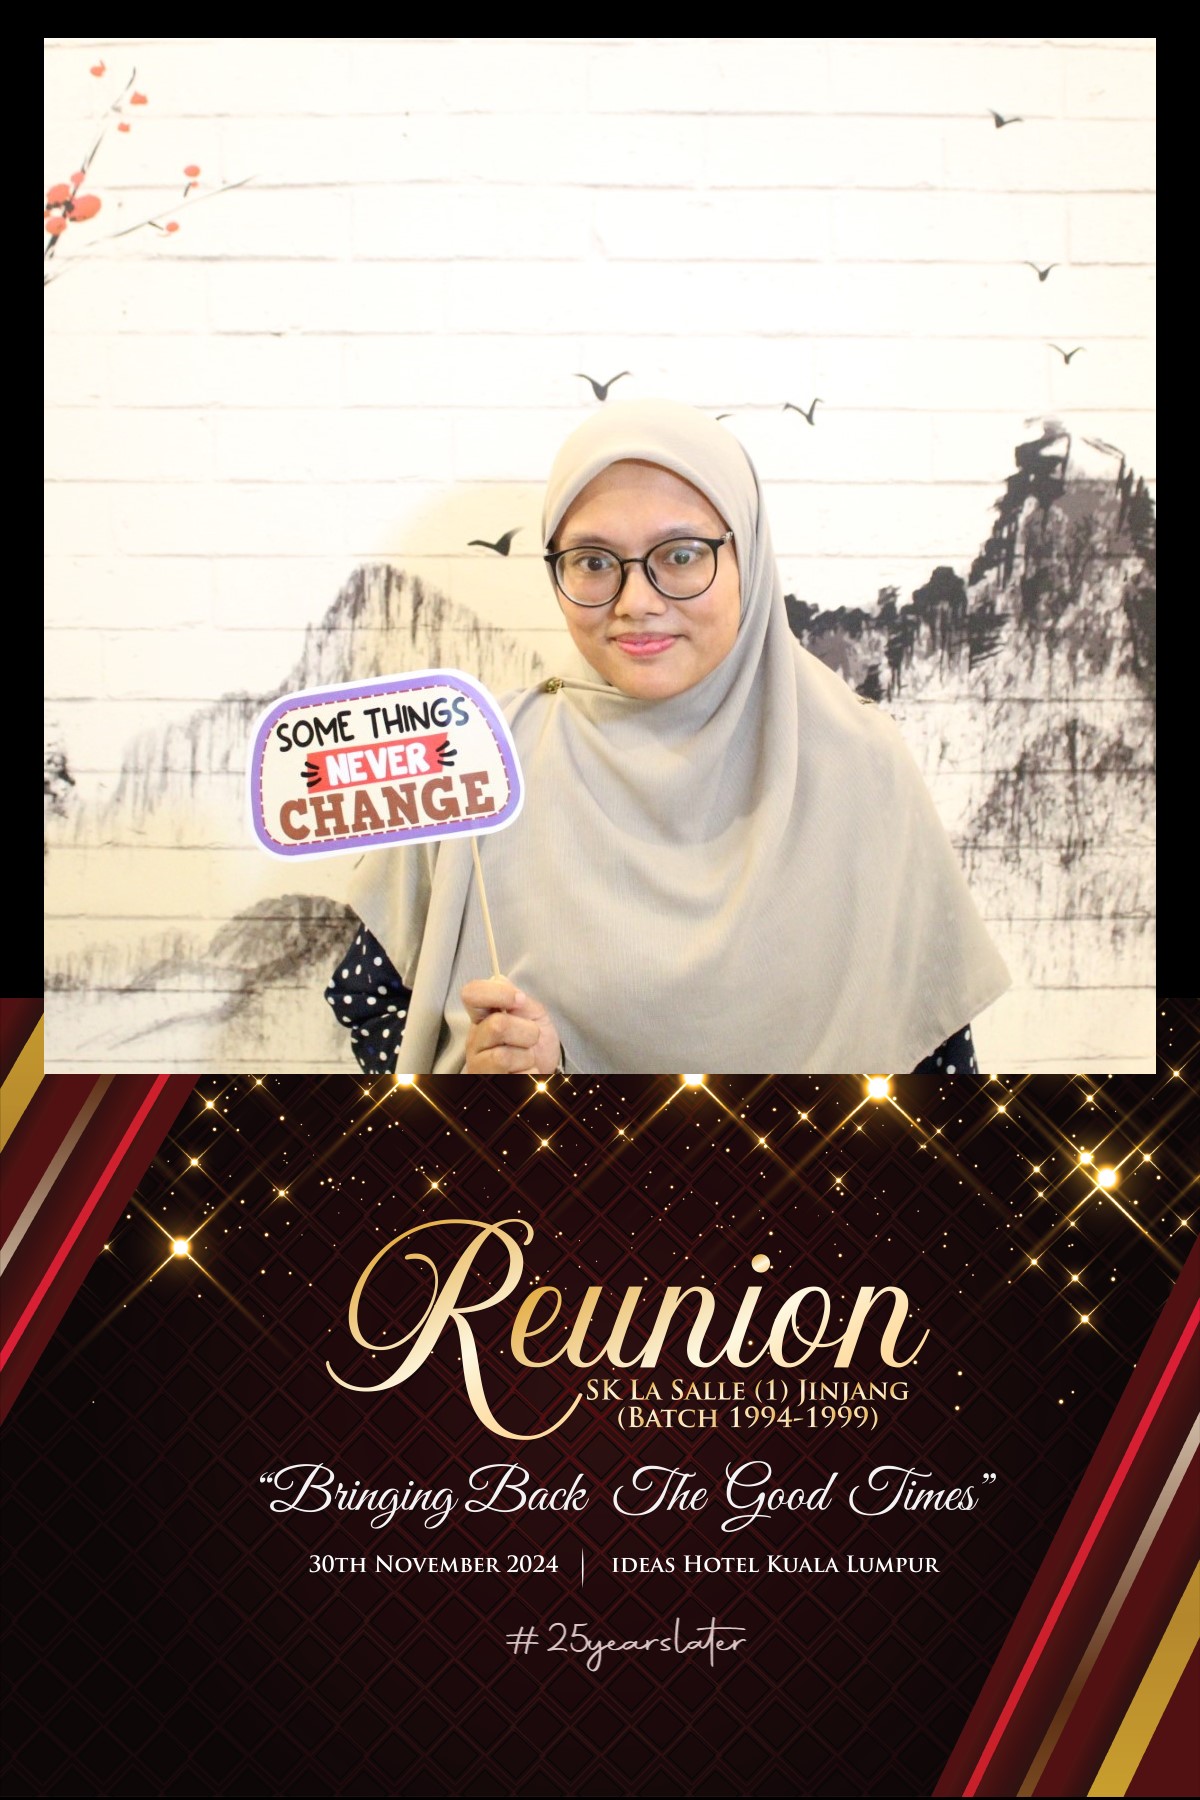 SOME THINGS
NEVER
CHANGE
Reunion
SK La Salle (1) Jinjang
(Batch 1994-1999)
“Bringing Back The Good Times”
30th November 2024 | ideas Hotel Kuala Lumpur
#25yearslater